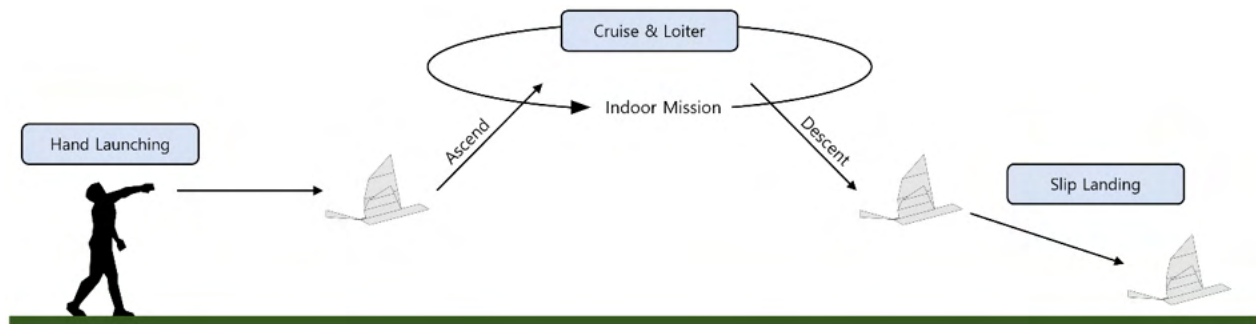 Cruise & Loiter
Indoor Mission
Hand Launching
Ascend
Descent
Slip Landing